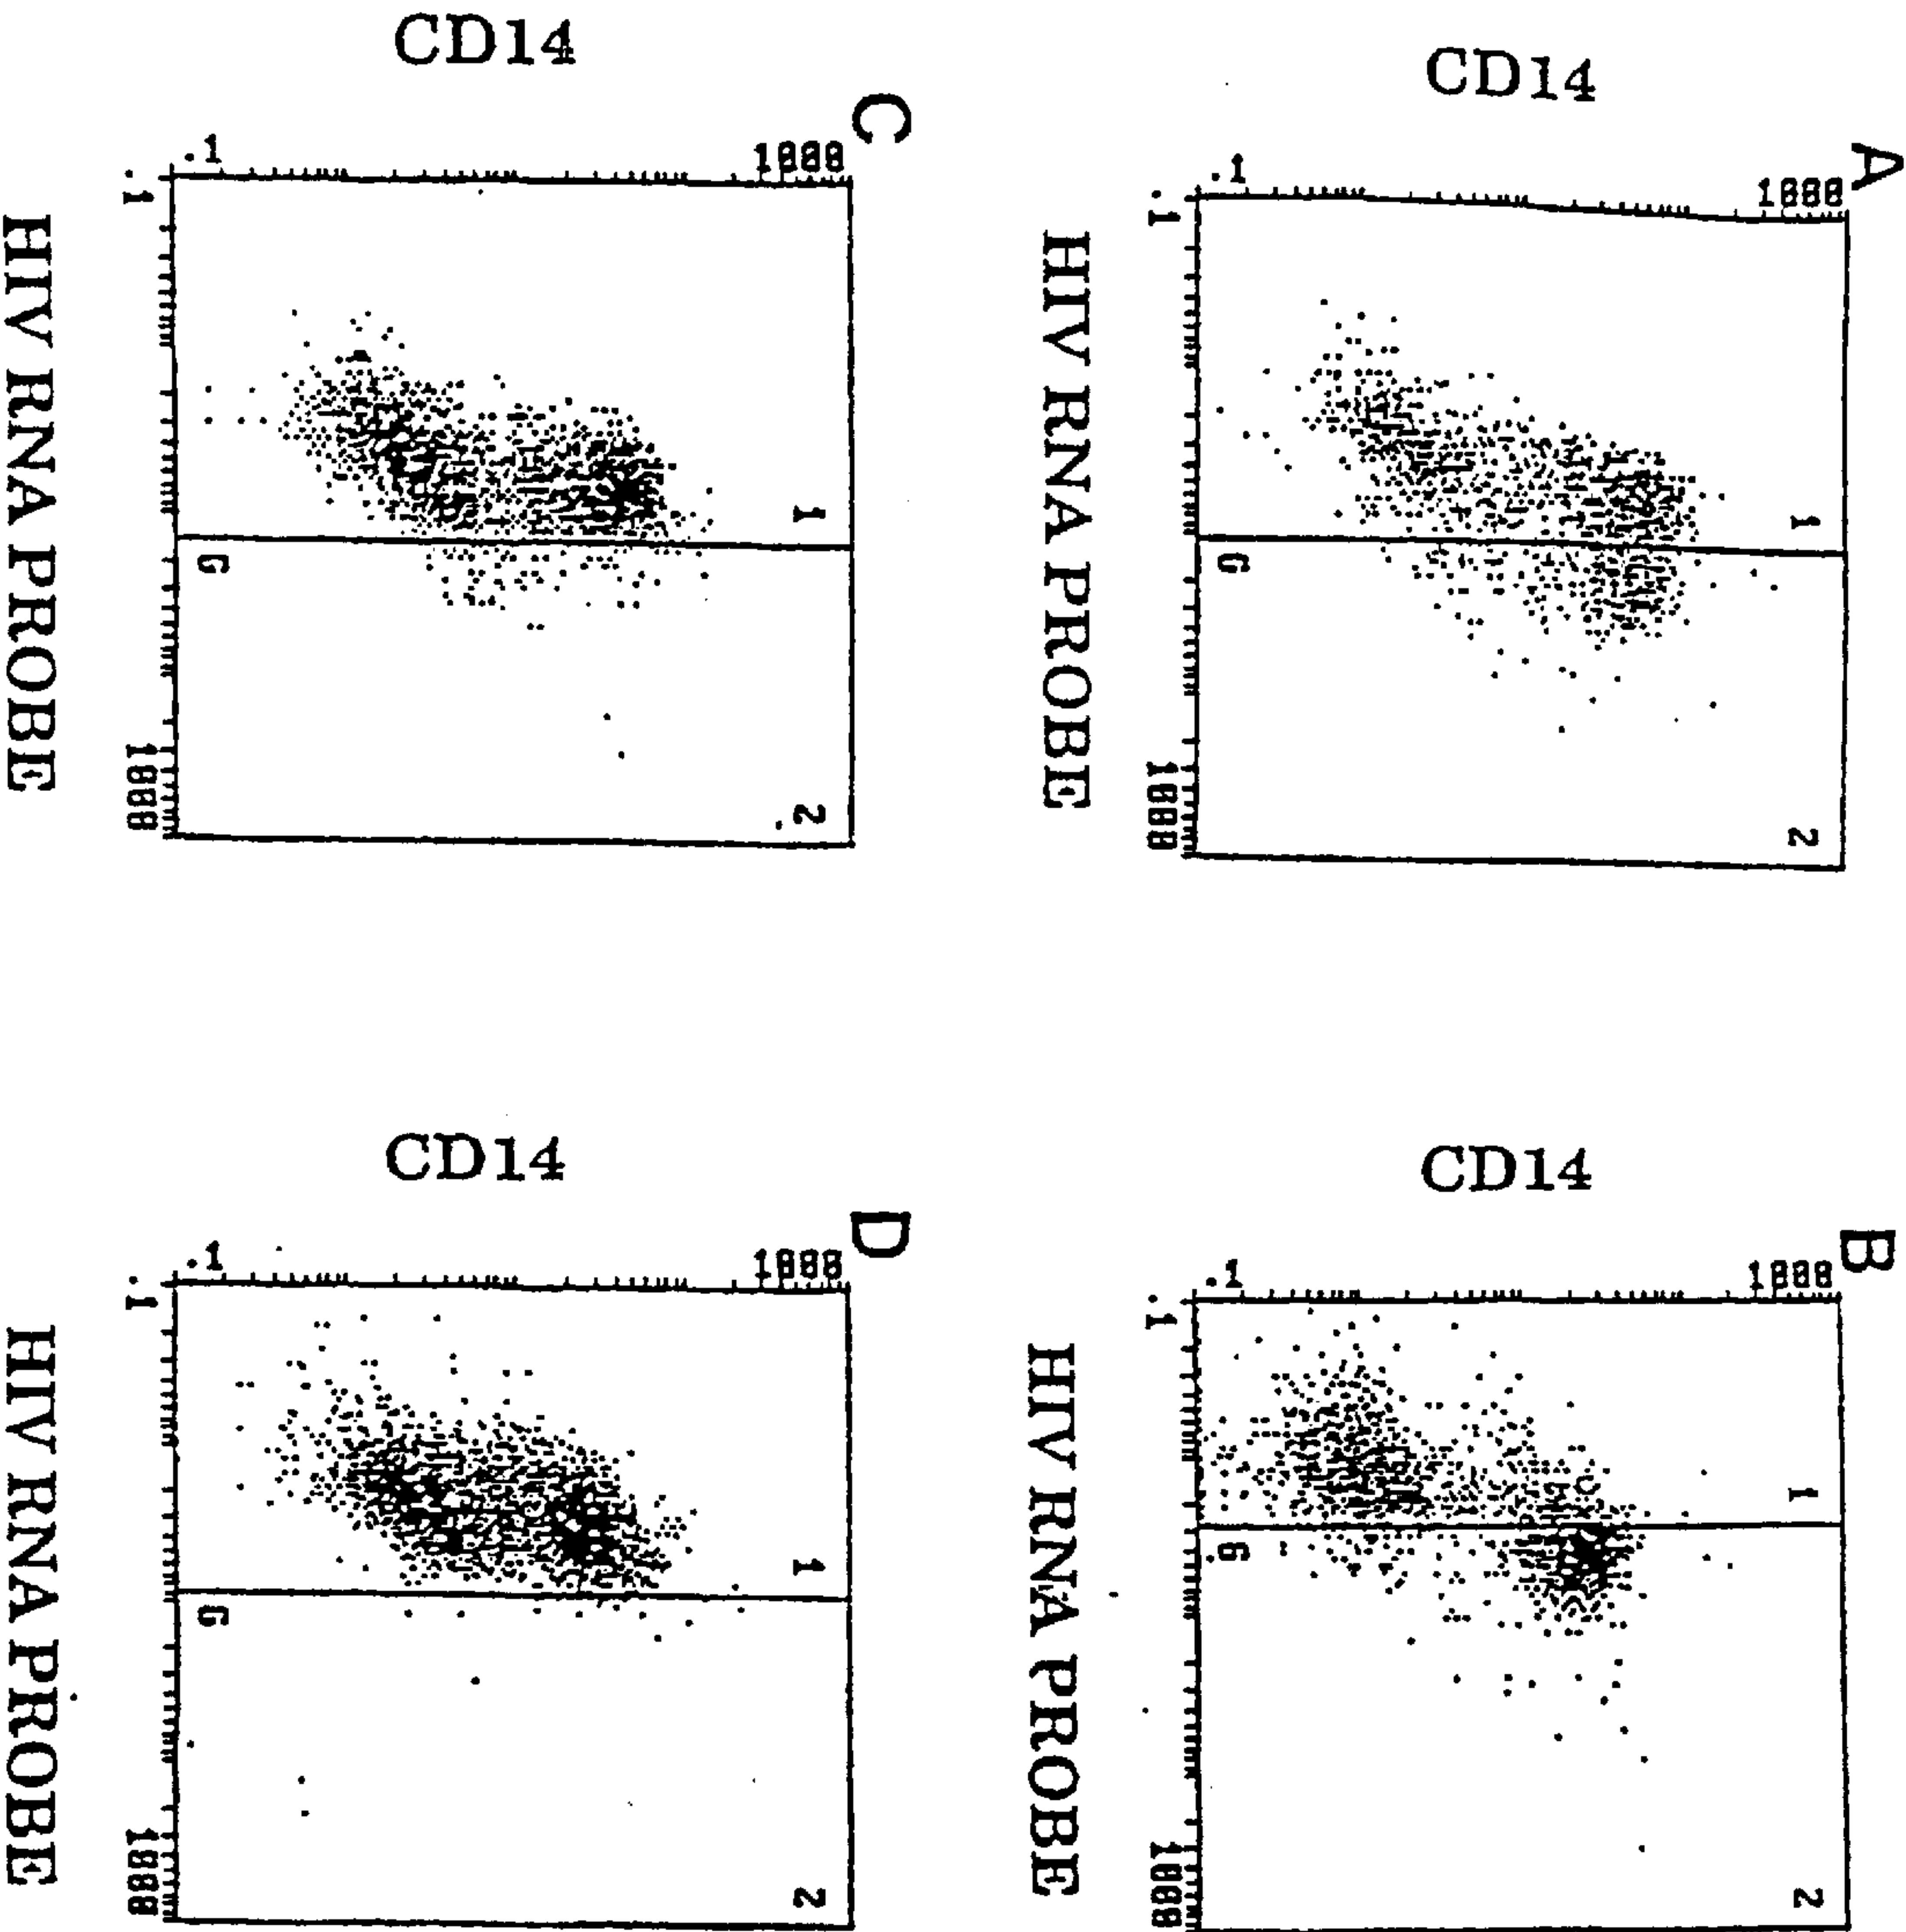 A
CD14
.1
1000
.1
1
G
2
1000
HIV RNA PROBE
B
CD14
.1
1000
.1
1
G
2
1000
HIV RNA PROBE
C
CD14
.1
1000
.1
1
G
2
1000
HIV RNA PROBE
D
CD14
.1
1000
.1
1
G
2
1000
HIV RNA PROBE